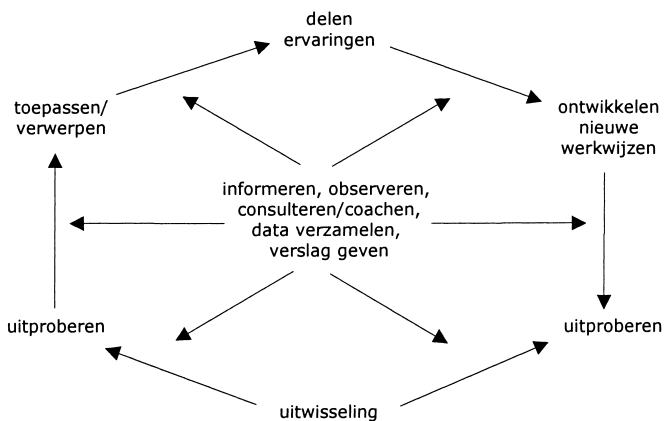 delen
ervaringen
toepassen/
verwerpen
ontwikkelen
nieuwe
werkwijzen
informeren, observeren,
consulteren/coachen,
data verzamelen,
verslag geven
uitproberen
uitproberen
uitwisseling